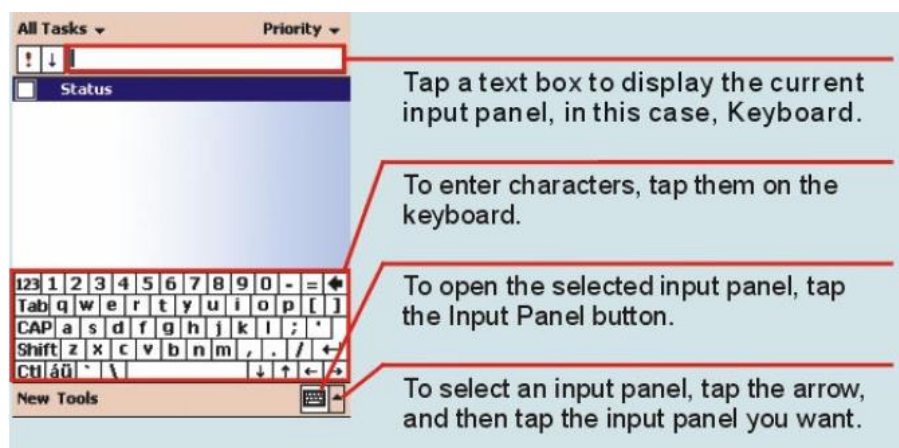 All Tasks Priority
! ↓
Status
123 1 2 3 4 5 6 7 8 9 0 - =
Tab q w e r t y u i o p [ ]
CAP a s d f g h j k l ; '
Shift z x c v b n m , . / ↵
Ctl áü ` \ ↓ ↑ ← →
New Tools
Tap a text box to display the current
input panel, in this case, Keyboard.
To enter characters, tap them on the
keyboard.
To open the selected input panel, tap
the Input Panel button.
To select an input panel, tap the arrow,
and then tap the input panel you want.